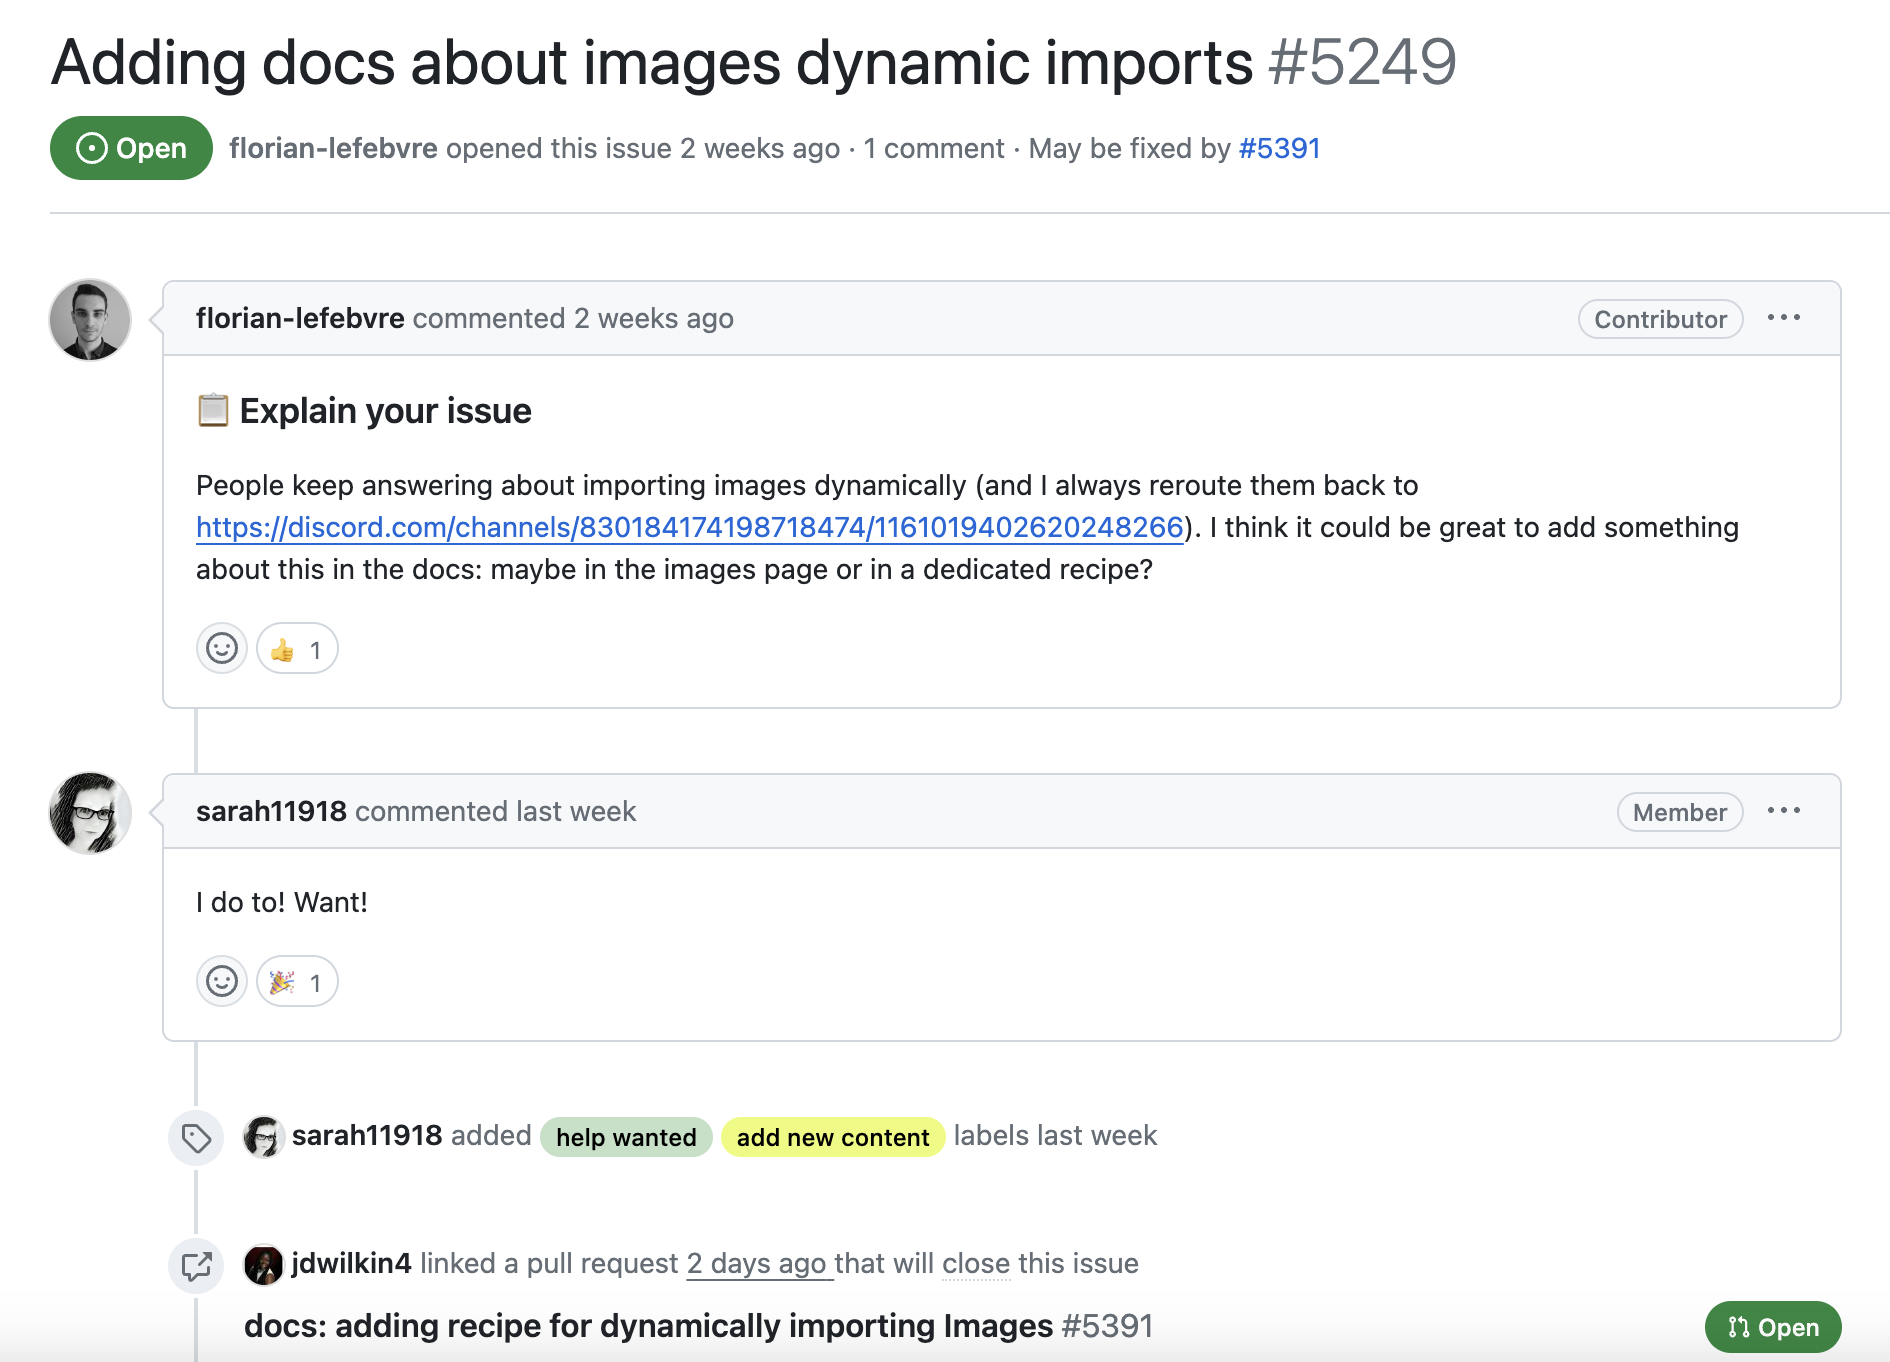 Adding docs about images dynamic imports #5249
Open florian-lefebvre opened this issue 2 weeks ago · 1 comment · May be fixed by #5391
florian-lefebvre commented 2 weeks ago Contributor ···
📋 Explain your issue
People keep answering about importing images dynamically (and I always reroute them back to
https://discord.com/channels/830184174198718474/1161019402620248266). I think it could be great to add something
about this in the docs: maybe in the images page or in a dedicated recipe?
👍 1
sarah11918 commented last week Member ···
I do to! Want!
🎉 1
sarah11918 added help wanted add new content labels last week
jdwilkin4 linked a pull request 2 days ago that will close this issue
docs: adding recipe for dynamically importing Images #5391 Open